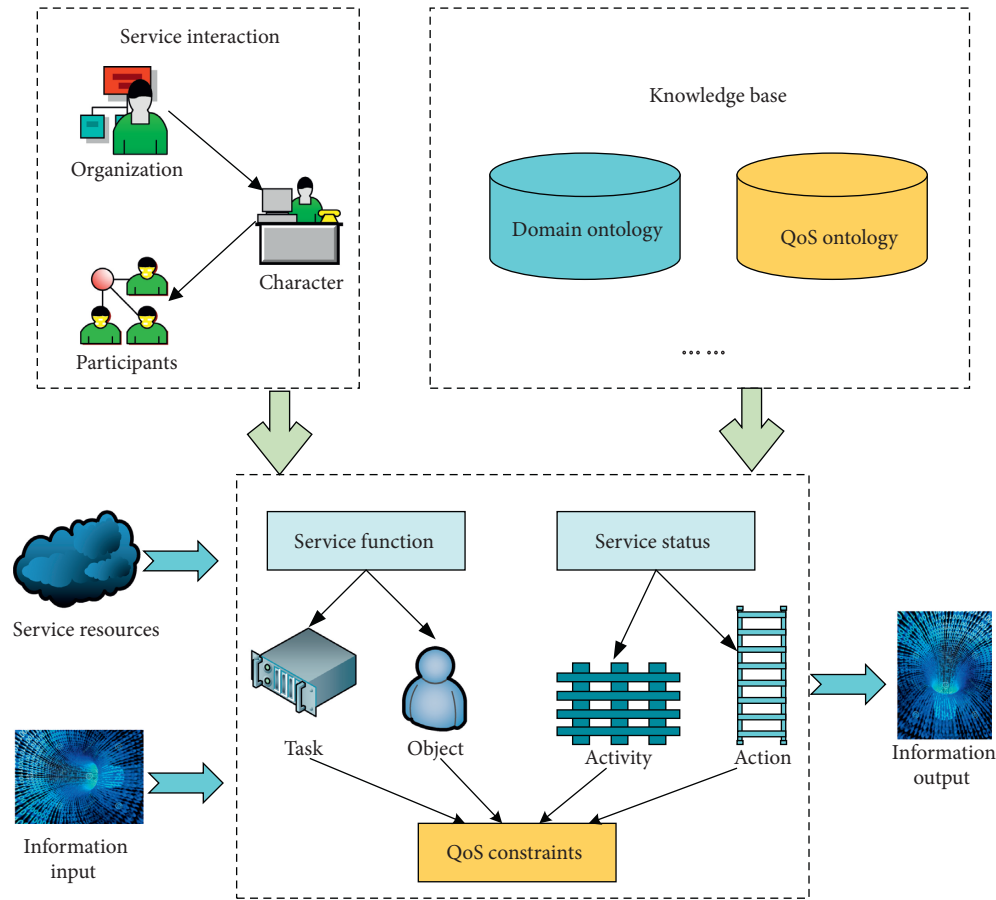 Service interaction
Organization
Character
Participants
Knowledge base
Domain ontology
QoS ontology
... ...
Service resources
Information
input
Service function
Service status
Task
Object
Activity
Action
QoS constraints
Information
output